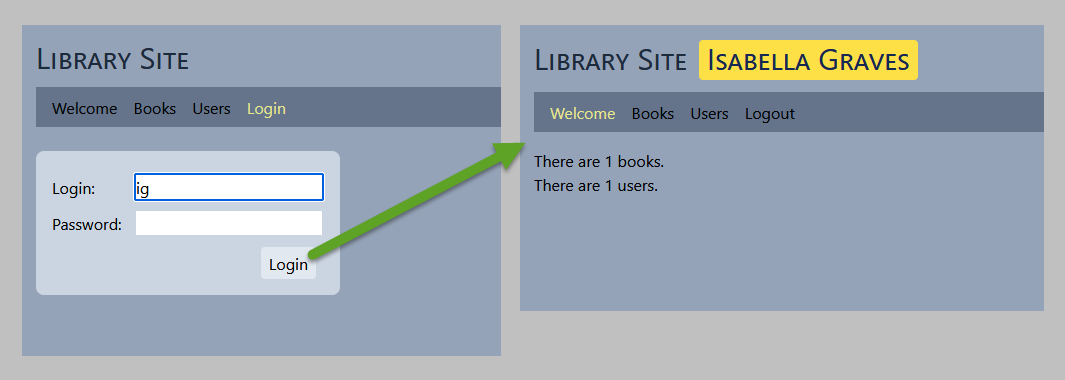 Library Site
Welcome Books Users Login
Login: ig
Password:
Login
Library Site Isabella Graves
Welcome Books Users Logout
There are 1 books.
There are 1 users.